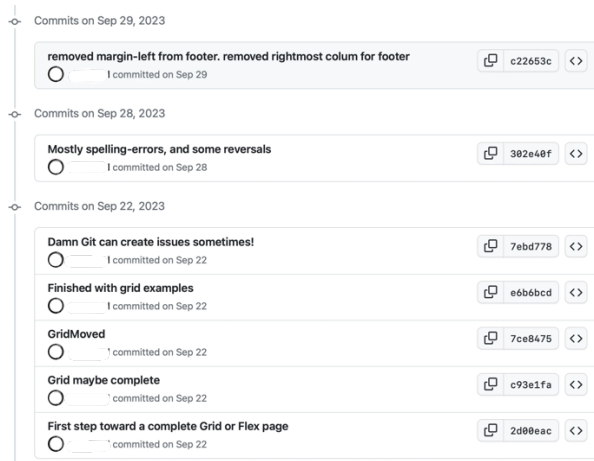 Commits on Sep 29, 2023
removed margin-left from footer. removed rightmost colum for footer
c22653c
committed on Sep 29
Commits on Sep 28, 2023
Mostly spelling-errors, and some reversals
302e40f
committed on Sep 28
Commits on Sep 22, 2023
Damn Git can create issues sometimes!
7ebd778
committed on Sep 22
Finished with grid examples
e6b6bcd
committed on Sep 22
GridMoved
7ce8475
committed on Sep 22
Grid maybe complete
c93e1fa
committed on Sep 22
First step toward a complete Grid or Flex page
2d00eac
committed on Sep 22